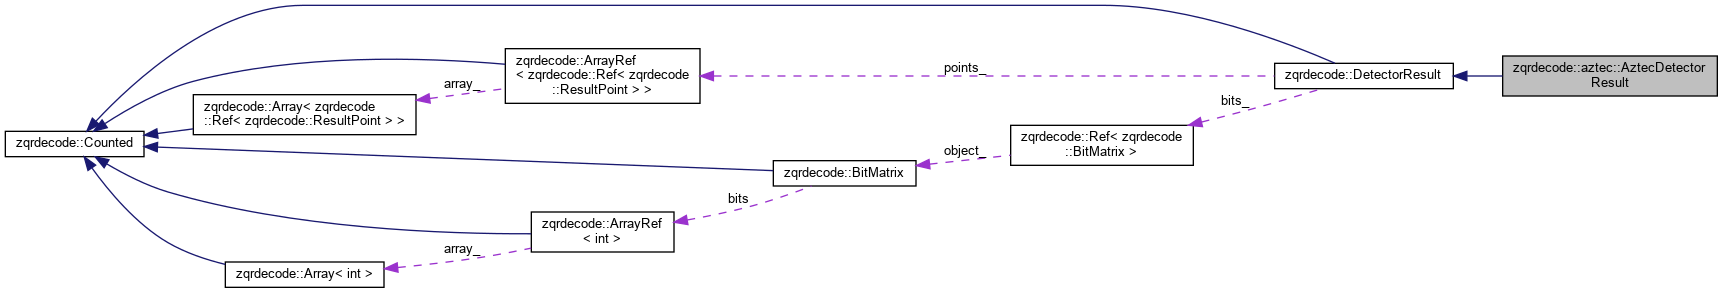 zqrdecode::ArrayRef
< zqrdecode::Ref< zqrdecode
::ResultPoint > >
points_
zqrdecode::DetectorResult
zqrdecode::aztec::AztecDetector
Result
array_
zqrdecode::Array< zqrdecode
::Ref< zqrdecode::ResultPoint > >
bits_
zqrdecode::Counted
zqrdecode::Ref< zqrdecode
::BitMatrix >
object_
zqrdecode::BitMatrix
bits
zqrdecode::ArrayRef
< int >
array_
zqrdecode::Array< int >